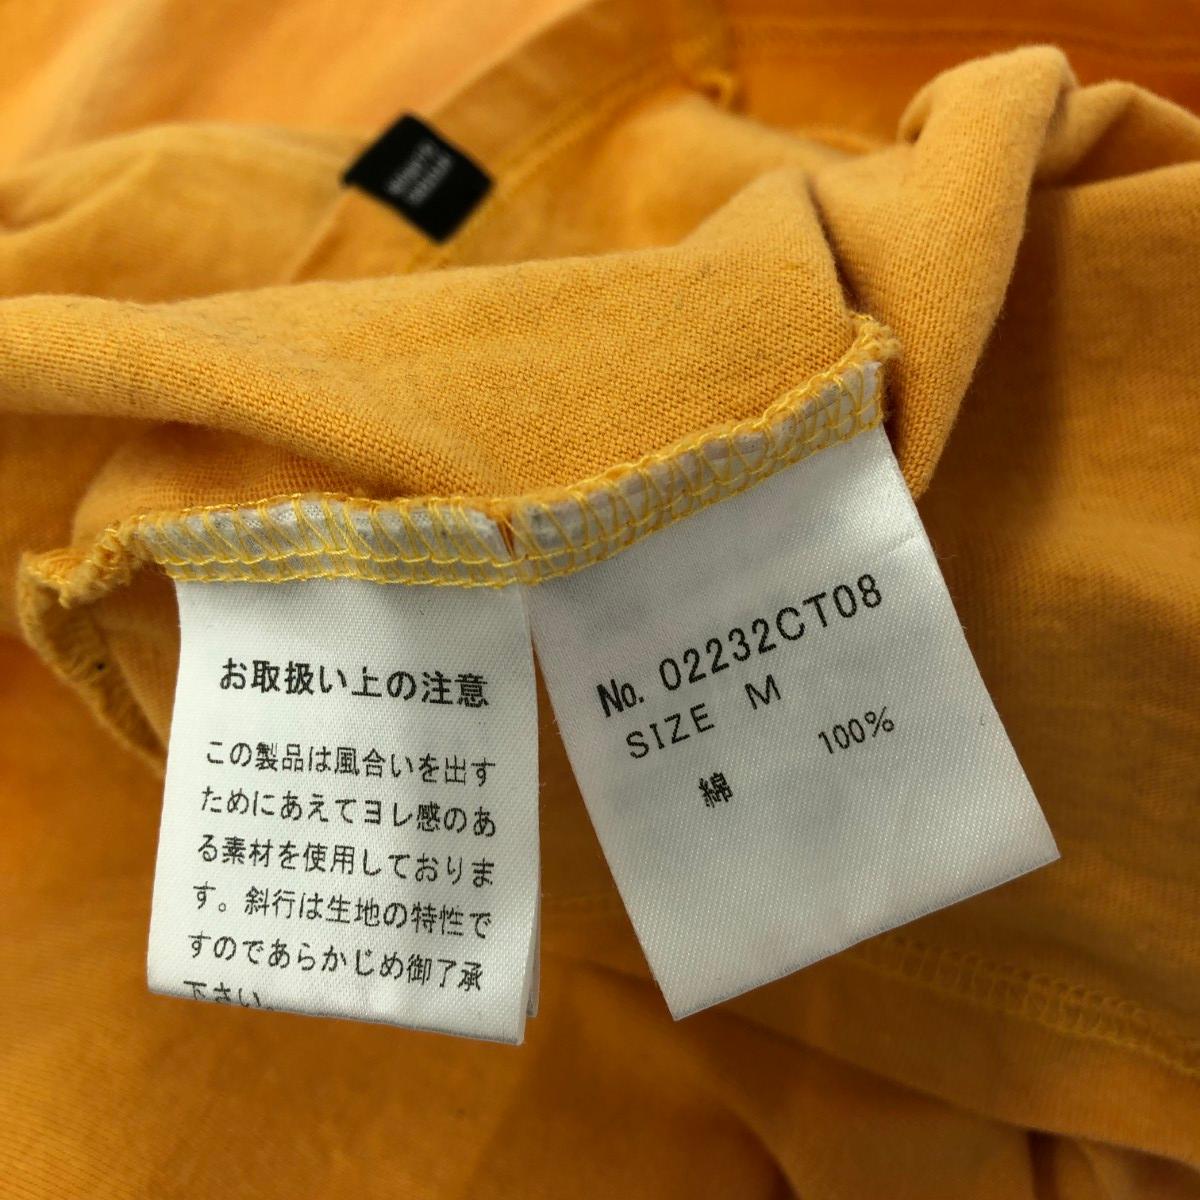 お取扱い上の注意
この製品は風合いを出す
ためにあえてヨレ感のあ
る素材を使用しておりま
す。斜行は生地の特性で
すのであらかじめ御了承
下さい。
No. 02232CT08
SIZE M
綿 100%